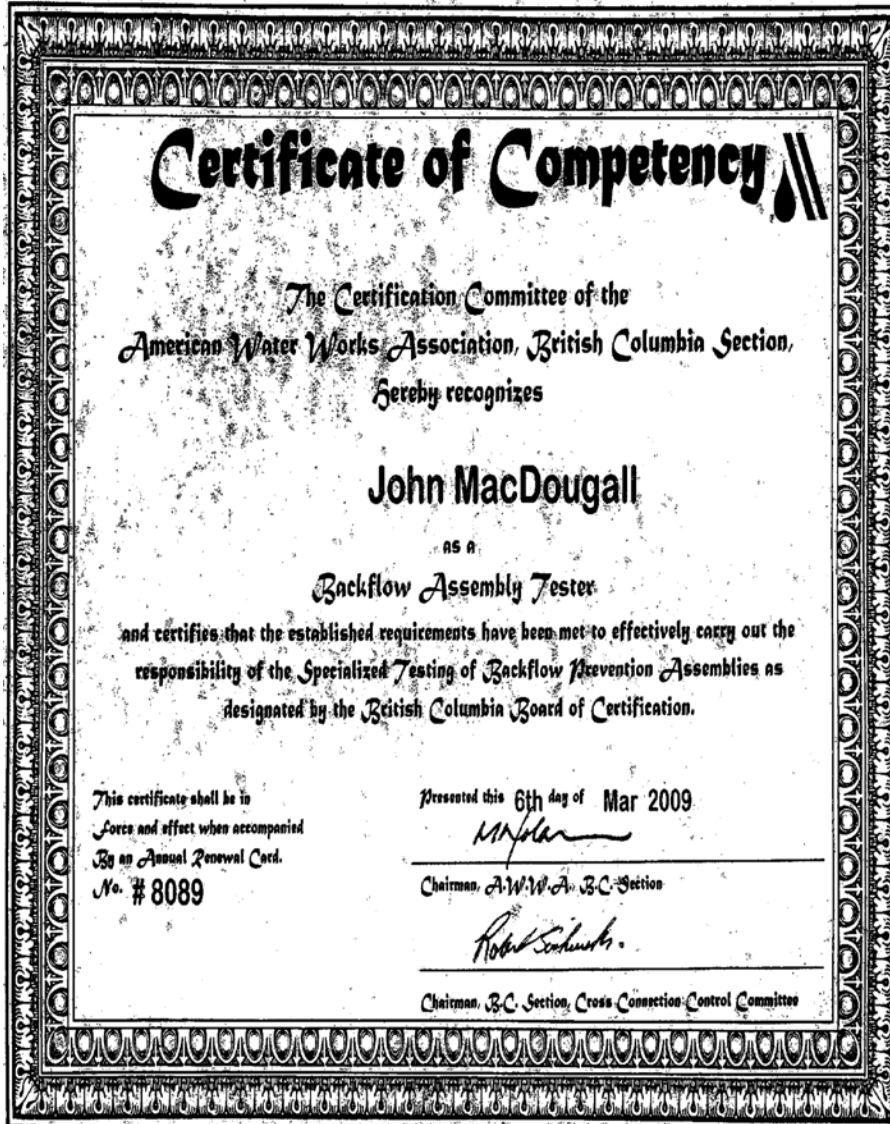 Certificate of Competency
The Certification Committee of the
American Water Works Association, British Columbia Section,
Hereby recognizes
John MacDougall
as a
Backflow Assembly Tester
and certifies that the established requirements have been met to effectively carry out the
responsibility of the Specialized Testing of Backflow Prevention Assemblies as
designated by the British Columbia Board of Certification.
This certificate shall be in
Force and effect when accompanied
By an Annual Renewal Card.
No. # 8089
Presented this 6th day of Mar 2009
Chairman, A.W.W.A. B.C. Section
Robert
Chairman, B.C. Section, Cross Connection Control Committee